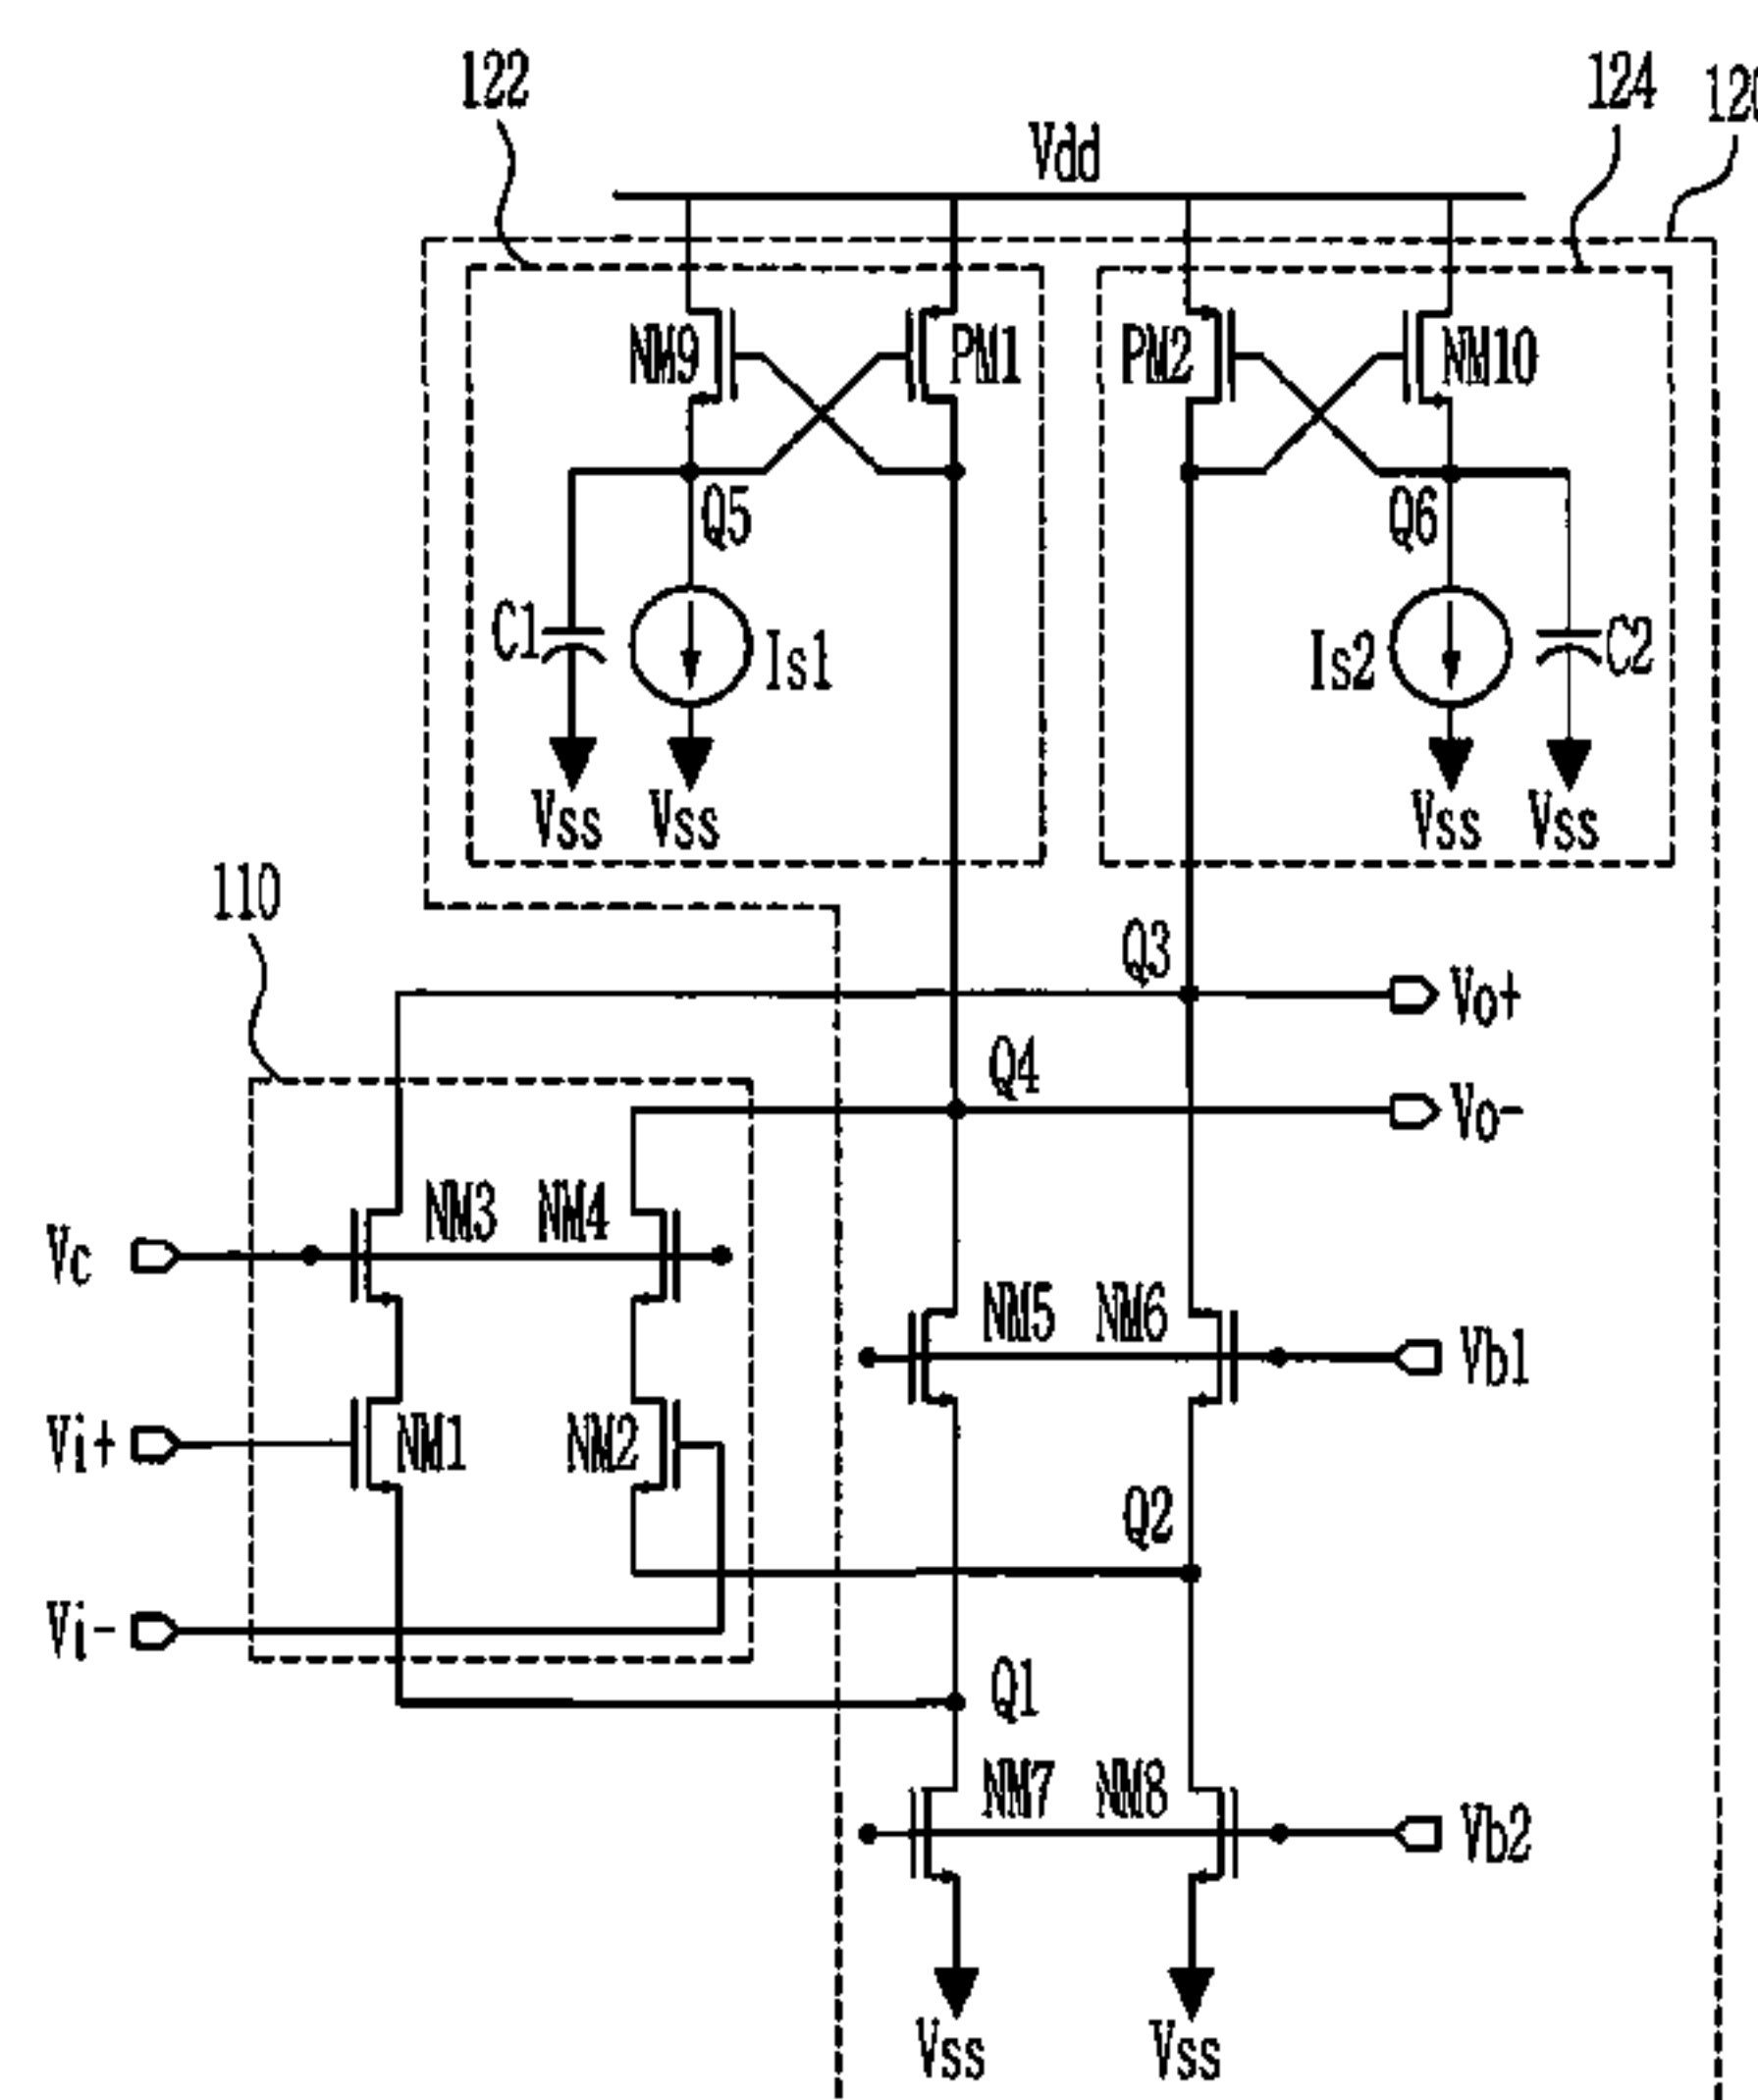 122
124
Vdd
NM9
PM1
PM2
NM10
Q5
Q6
C1
Is1
Is2
C2
Vss
Vss
Vss
Vss
110
Q3
Vo+
Q4
Vo-
NM3
NM4
Vc
NM5
NM6
Vb1
Vi+
NM1
NM2
Q2
Vi-
Q1
NM7
NM8
Vb2
Vss
Vss